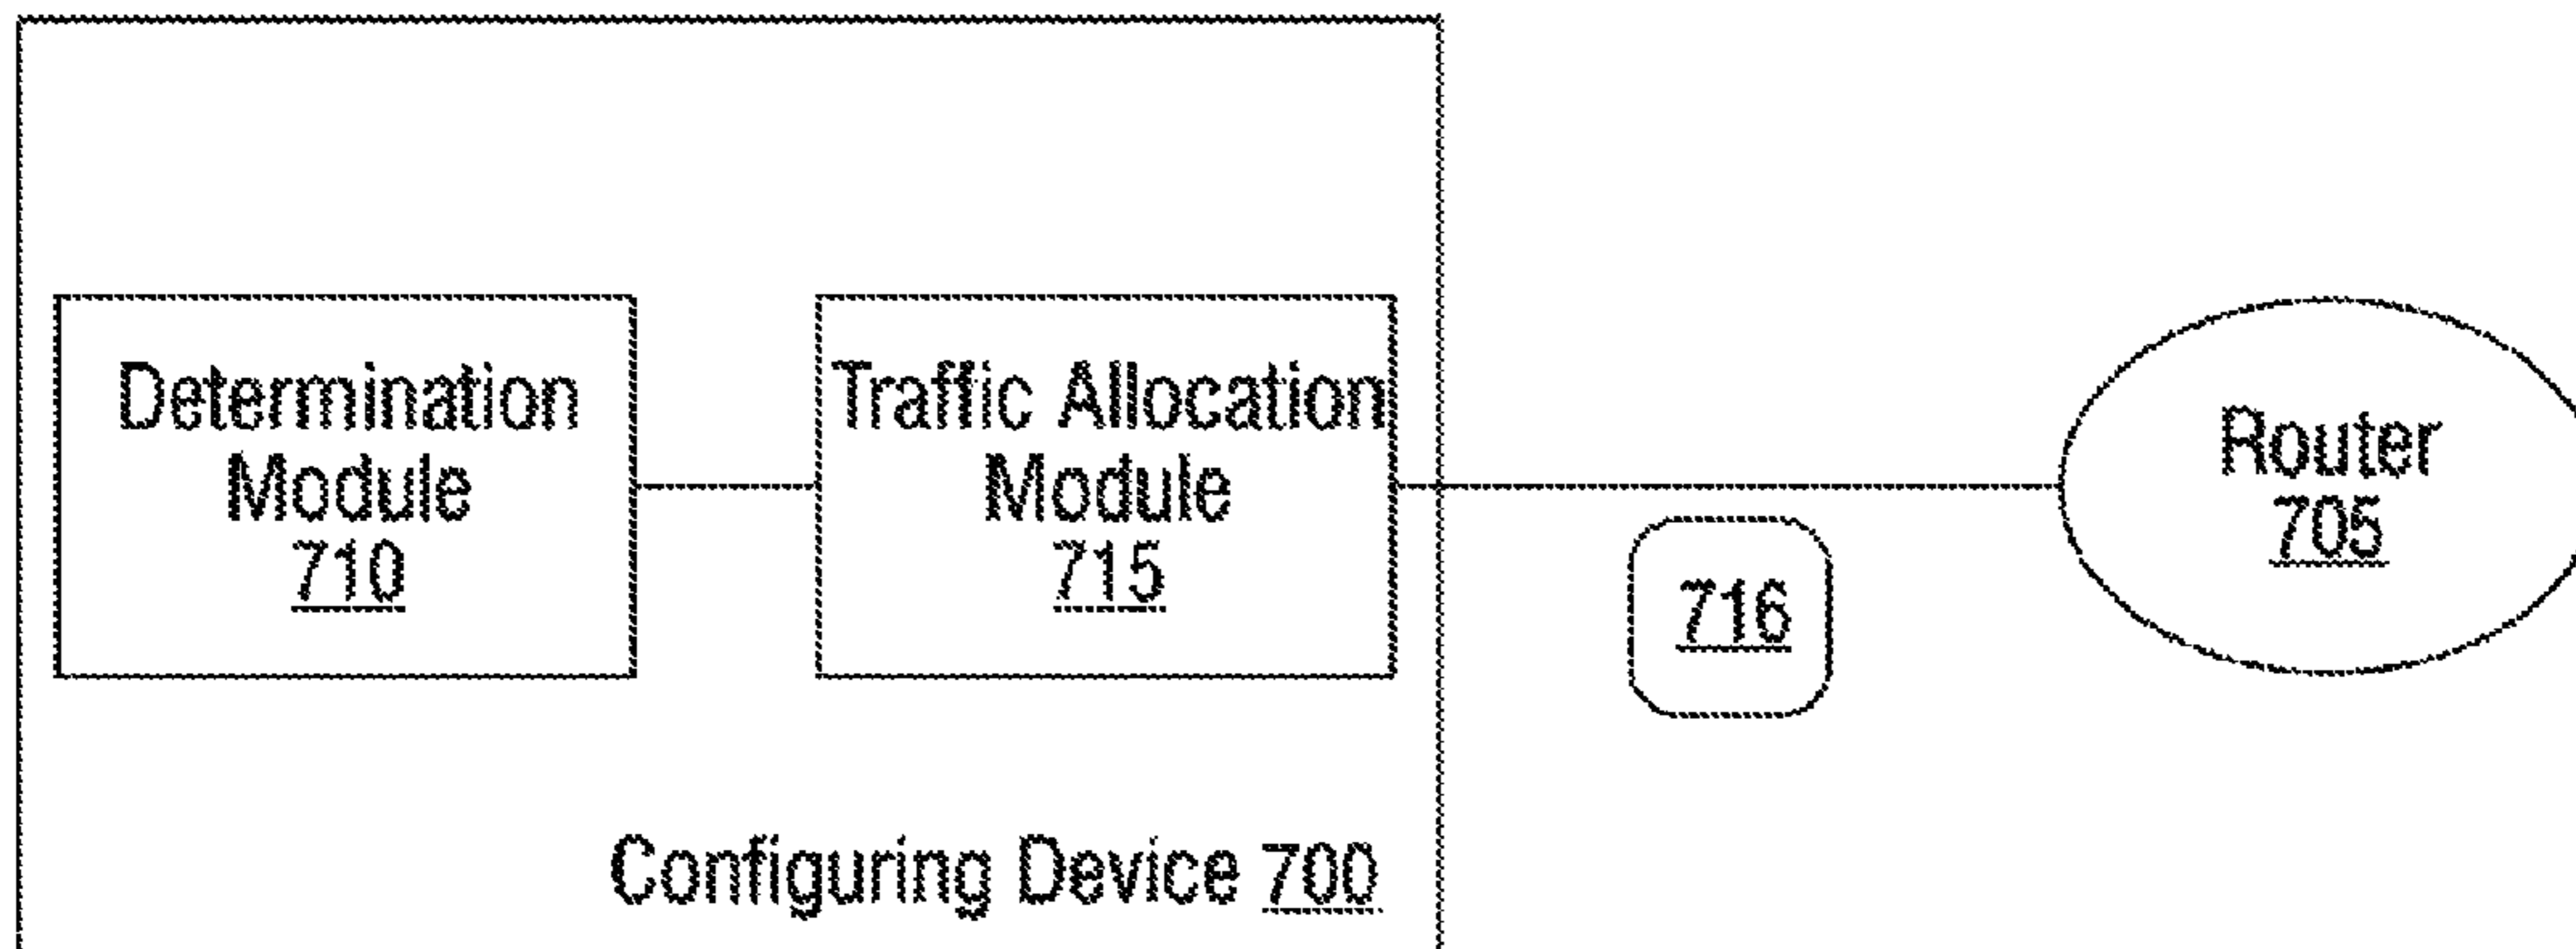 Determination
Module
710
Traffic Allocation
Module
715
716
Router
705
Configuring Device 700